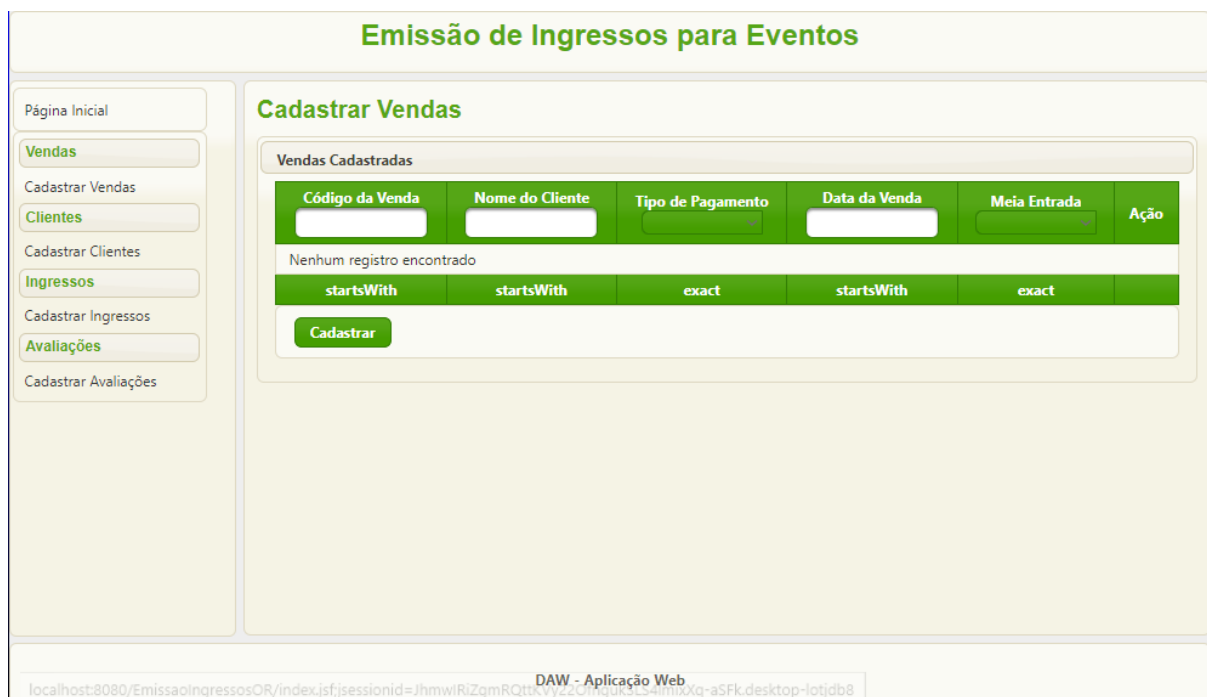 Emissão de Ingressos para Eventos
Página Inicial
Vendas
Cadastrar Vendas
Clientes
Cadastrar Clientes
Ingressos
Cadastrar Ingressos
Avaliações
Cadastrar Avaliações
Cadastrar Vendas
Vendas Cadastradas
Código da Venda Nome do Cliente Tipo de Pagamento Data da Venda Meia Entrada Ação
Nenhum registro encontrado
startsWith startsWith exact startsWith exact
Cadastrar
DAW - Aplicação Web